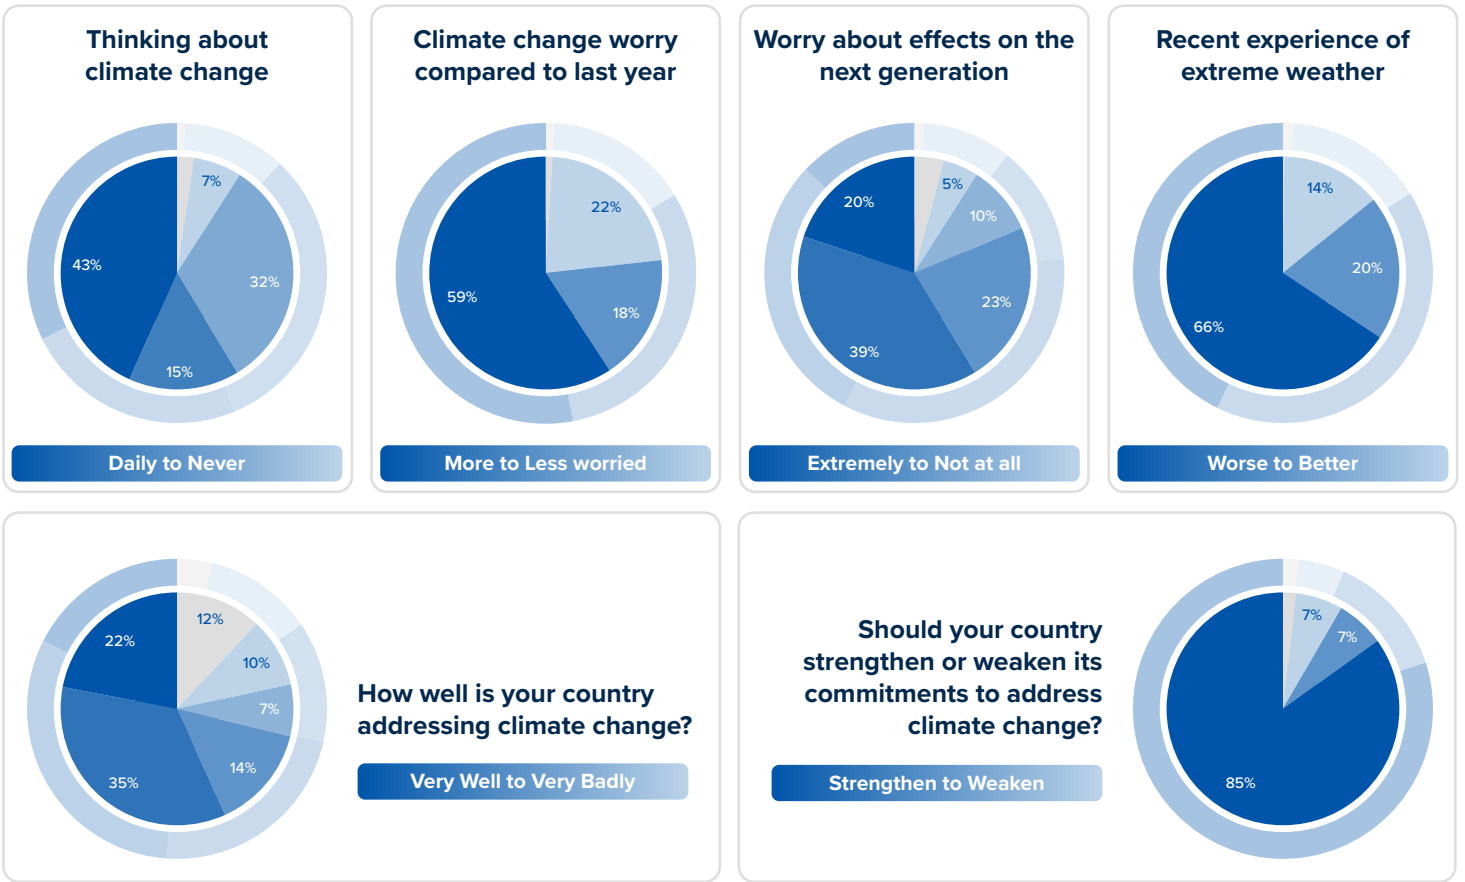 Thinking about
climate change
7%
43%
32%
15%
Daily to Never
Climate change worry
compared to last year
22%
59%
18%
More to Less worried
Worry about effects on the
next generation
5%
20%
10%
23%
39%
Extremely to Not at all
Recent experience of
extreme weather
14%
20%
66%
Worse to Better
12%
22%
10%
7%
14%
35%
How well is your country
addressing climate change?
Very Well to Very Badly
Should your country
strengthen or weaken its
commitments to address
climate change?
Strengthen to Weaken
7%
7%
85%